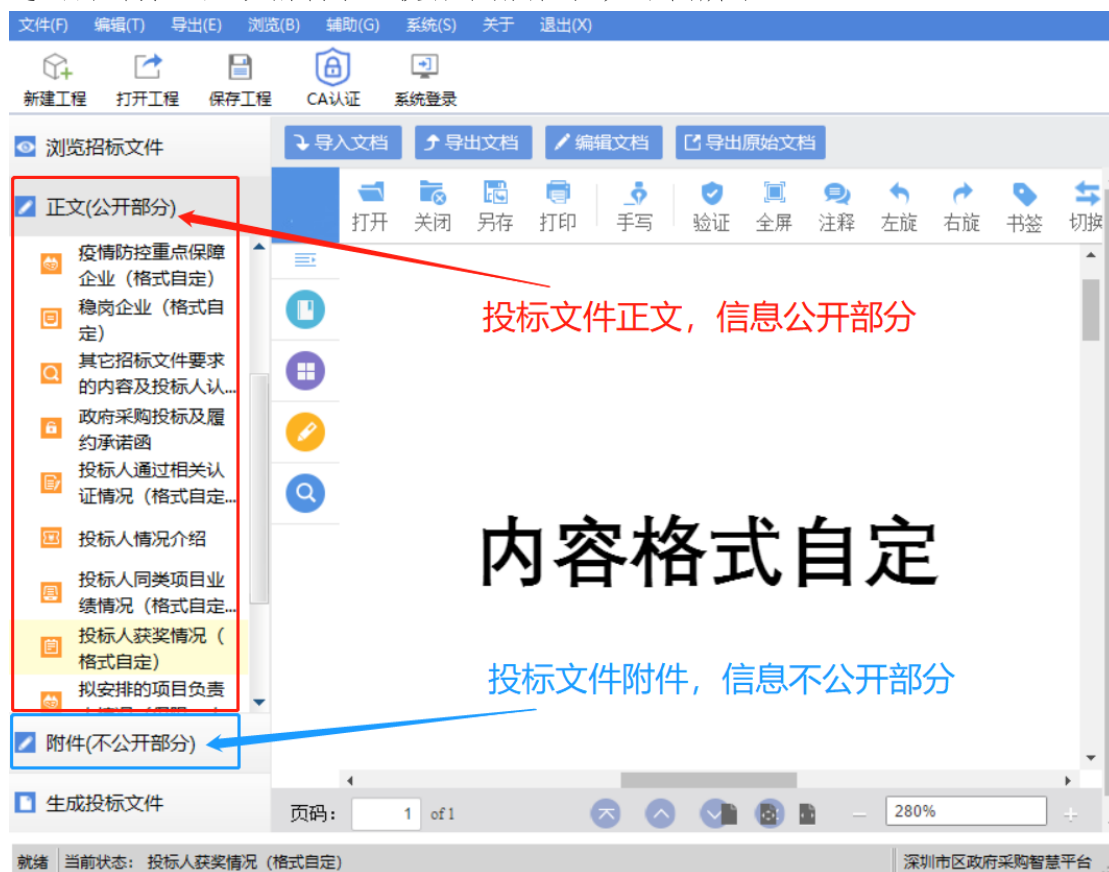 文件(F) 编辑(T) 导出(E) 浏览(B) 辅助(G) 系统(S) 关于 退出(X)
新建工程 打开工程 保存工程 CA认证 系统登录
浏览招标文件
导入文档 导出文档 编辑文档 导出原始文档
正文(公开部分)
打开 关闭 另存 打印 手写 验证 全屏 注释 左旋 右旋 书签 切换
疫情防控重点保障
企业（格式自定）
稳岗企业（格式自
定）
其它招标文件要求
的内容及投标人认...
政府采购投标及履
约承诺函
投标人通过相关认
证情况（格式自定...
投标人情况介绍
投标人同类项目业
绩情况（格式自定...
投标人获奖情况（
格式自定）
拟安排的项目负责
投标文件正文，信息公开部分
内容格式自定
投标文件附件，信息不公开部分
附件(不公开部分)
生成投标文件
页码： 1 of 1 280%
就绪 当前状态： 投标人获奖情况（格式自定） 深圳市区政府采购智慧平台